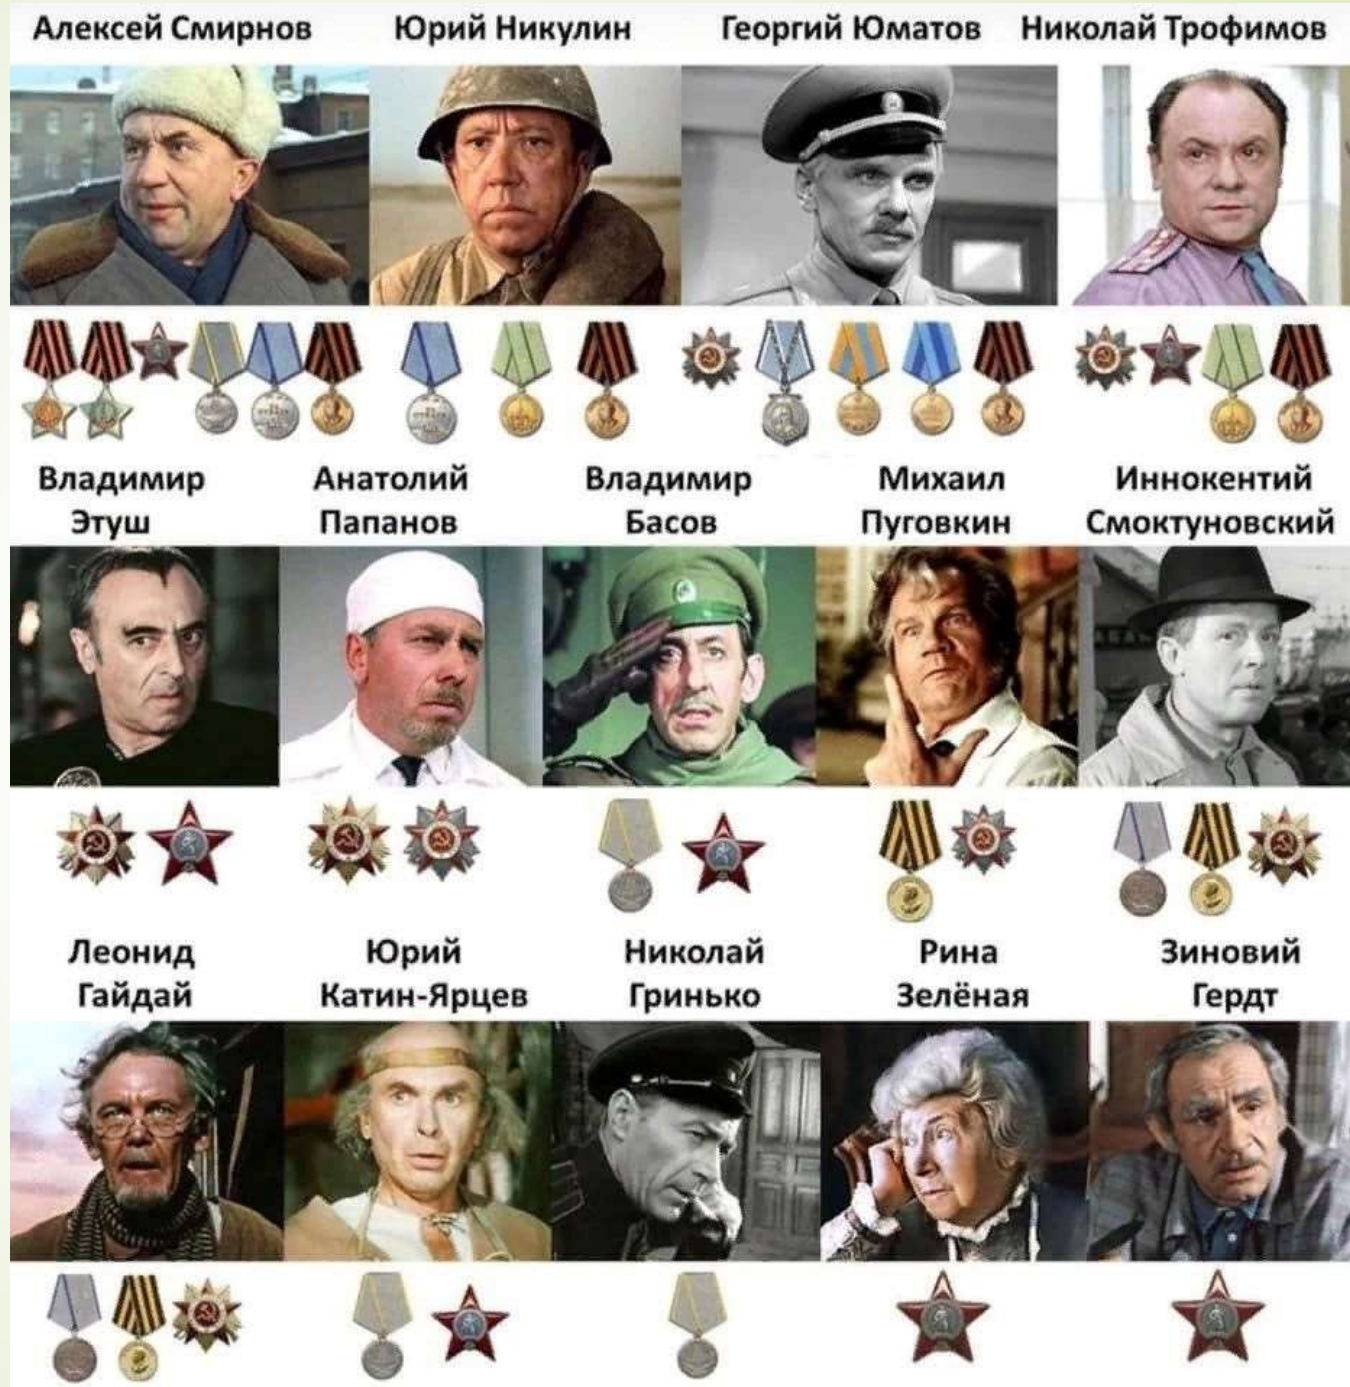 Алексей Смирнов
Юрий Никулин
Георгий Юматов
Николай Трофимов
Владимир
Этуш
Анатолий
Папанов
Владимир
Басов
Михаил
Пуговкин
Иннокентий
Смоктуновский
Леонид
Гайдай
Юрий
Катин-Ярцев
Николай
Гринько
Рина
Зелёная
Зиновий
Гердт